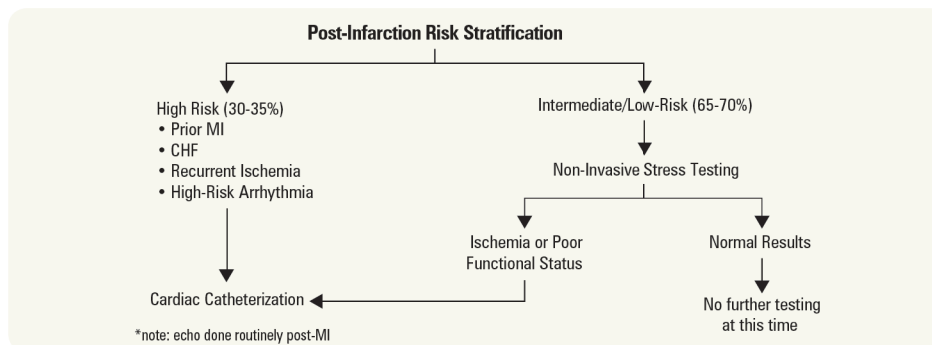 Post-Infarction Risk Stratification
High Risk (30-35%)
• Prior MI
• CHF
• Recurrent Ischemia
• High-Risk Arrhythmia
Intermediate/Low-Risk (65-70%)
Non-Invasive Stress Testing
Ischemia or Poor
Functional Status
Normal Results
Cardiac Catheterization
No further testing
at this time
*note: echo done routinely post-MI